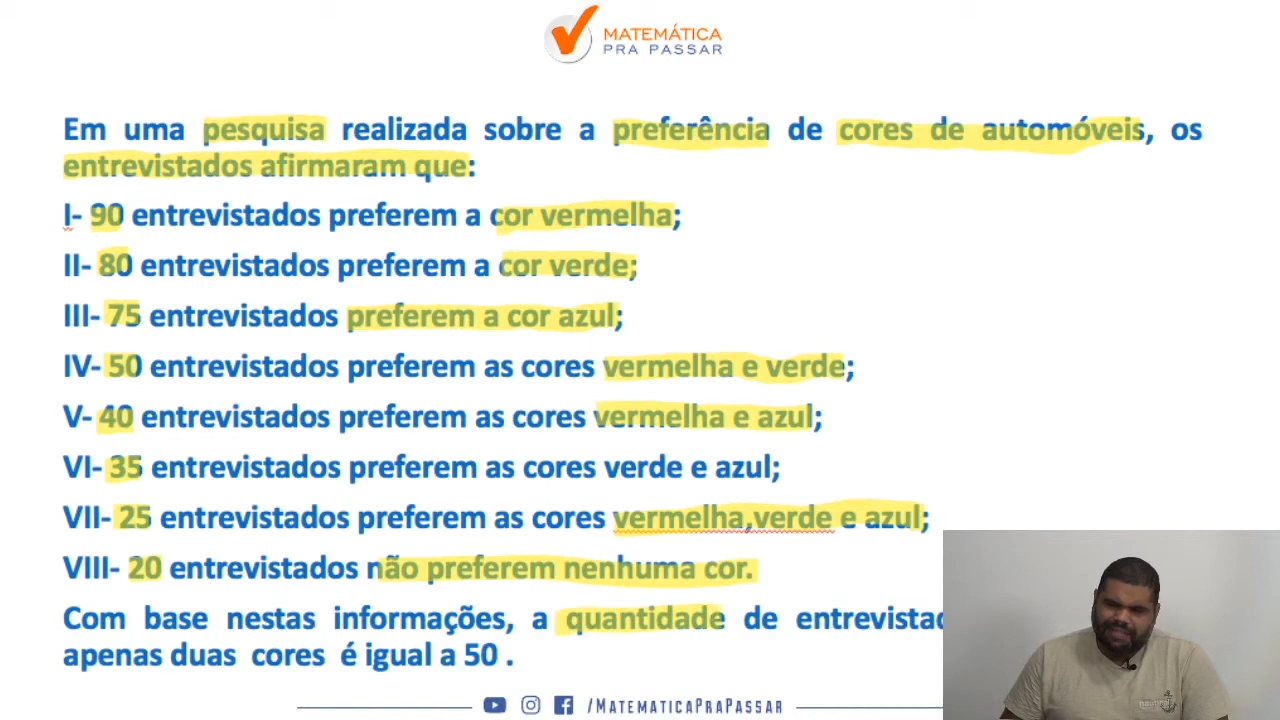 MATEMÁTICA
PRA PASSAR
Em uma pesquisa realizada sobre a preferência de cores de automóveis, os
entrevistados afirmaram que:
I- 90 entrevistados preferem a cor vermelha;
II- 80 entrevistados preferem a cor verde;
III- 75 entrevistados preferem a cor azul;
IV- 50 entrevistados preferem as cores vermelha e verde;
V- 40 entrevistados preferem as cores vermelha e azul;
VI- 35 entrevistados preferem as cores verde e azul;
VII- 25 entrevistados preferem as cores vermelha,verde e azul;
VIII- 20 entrevistados não preferem nenhuma cor.
Com base nestas informações, a quantidade de
apenas duas cores é igual a 50 .
/MATEMATICAPRAPASSAR